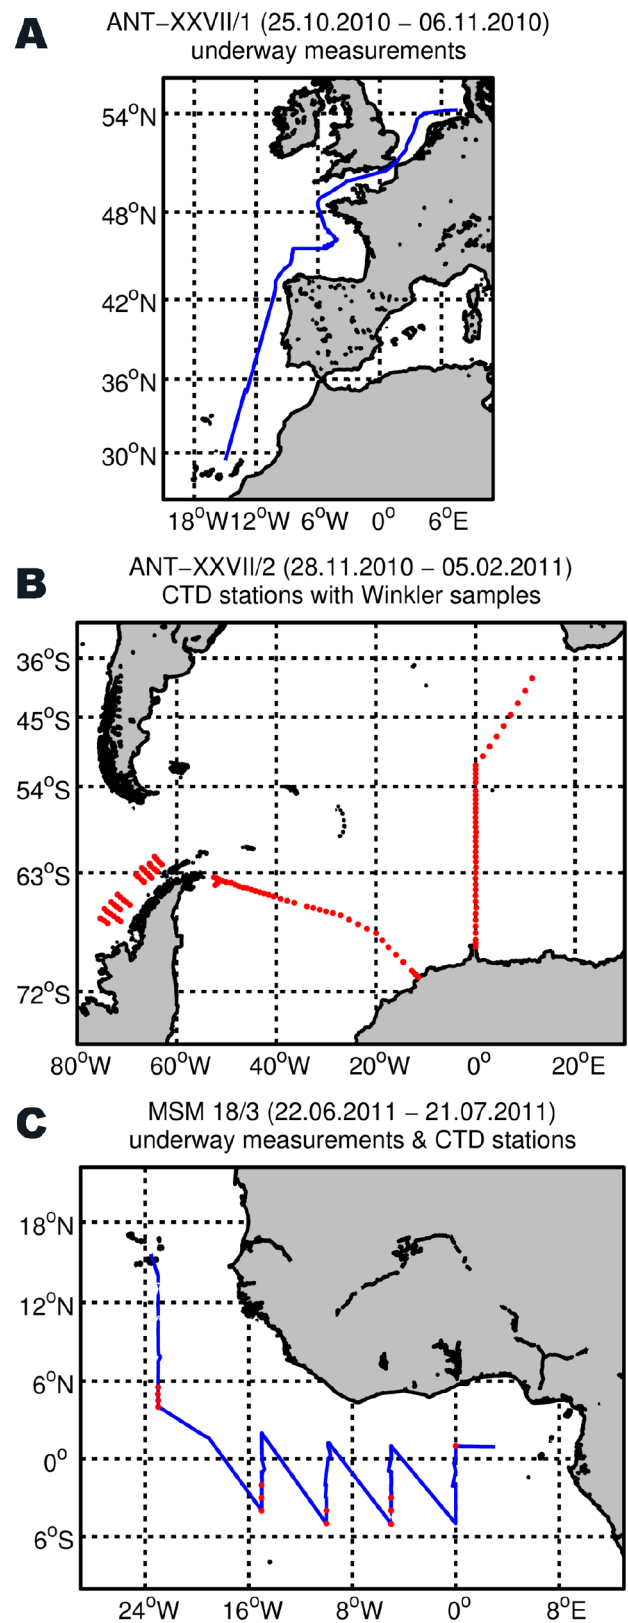 A
ANT–XXVII/1 (25.10.2010 – 06.11.2010)
underway measurements
54°N
48°N
42°N
36°N
30°N
18°W12°W 6°W 0° 6°E
B
ANT–XXVII/2 (28.11.2010 – 05.02.2011)
CTD stations with Winkler samples
36°S
45°S
54°S
63°S
72°S
80°W 60°W 40°W 20°W 0° 20°E
C
MSM 18/3 (22.06.2011 – 21.07.2011)
underway measurements & CTD stations
18°N
12°N
6°N
0°
6°S
24°W 16°W 8°W 0° 8°E